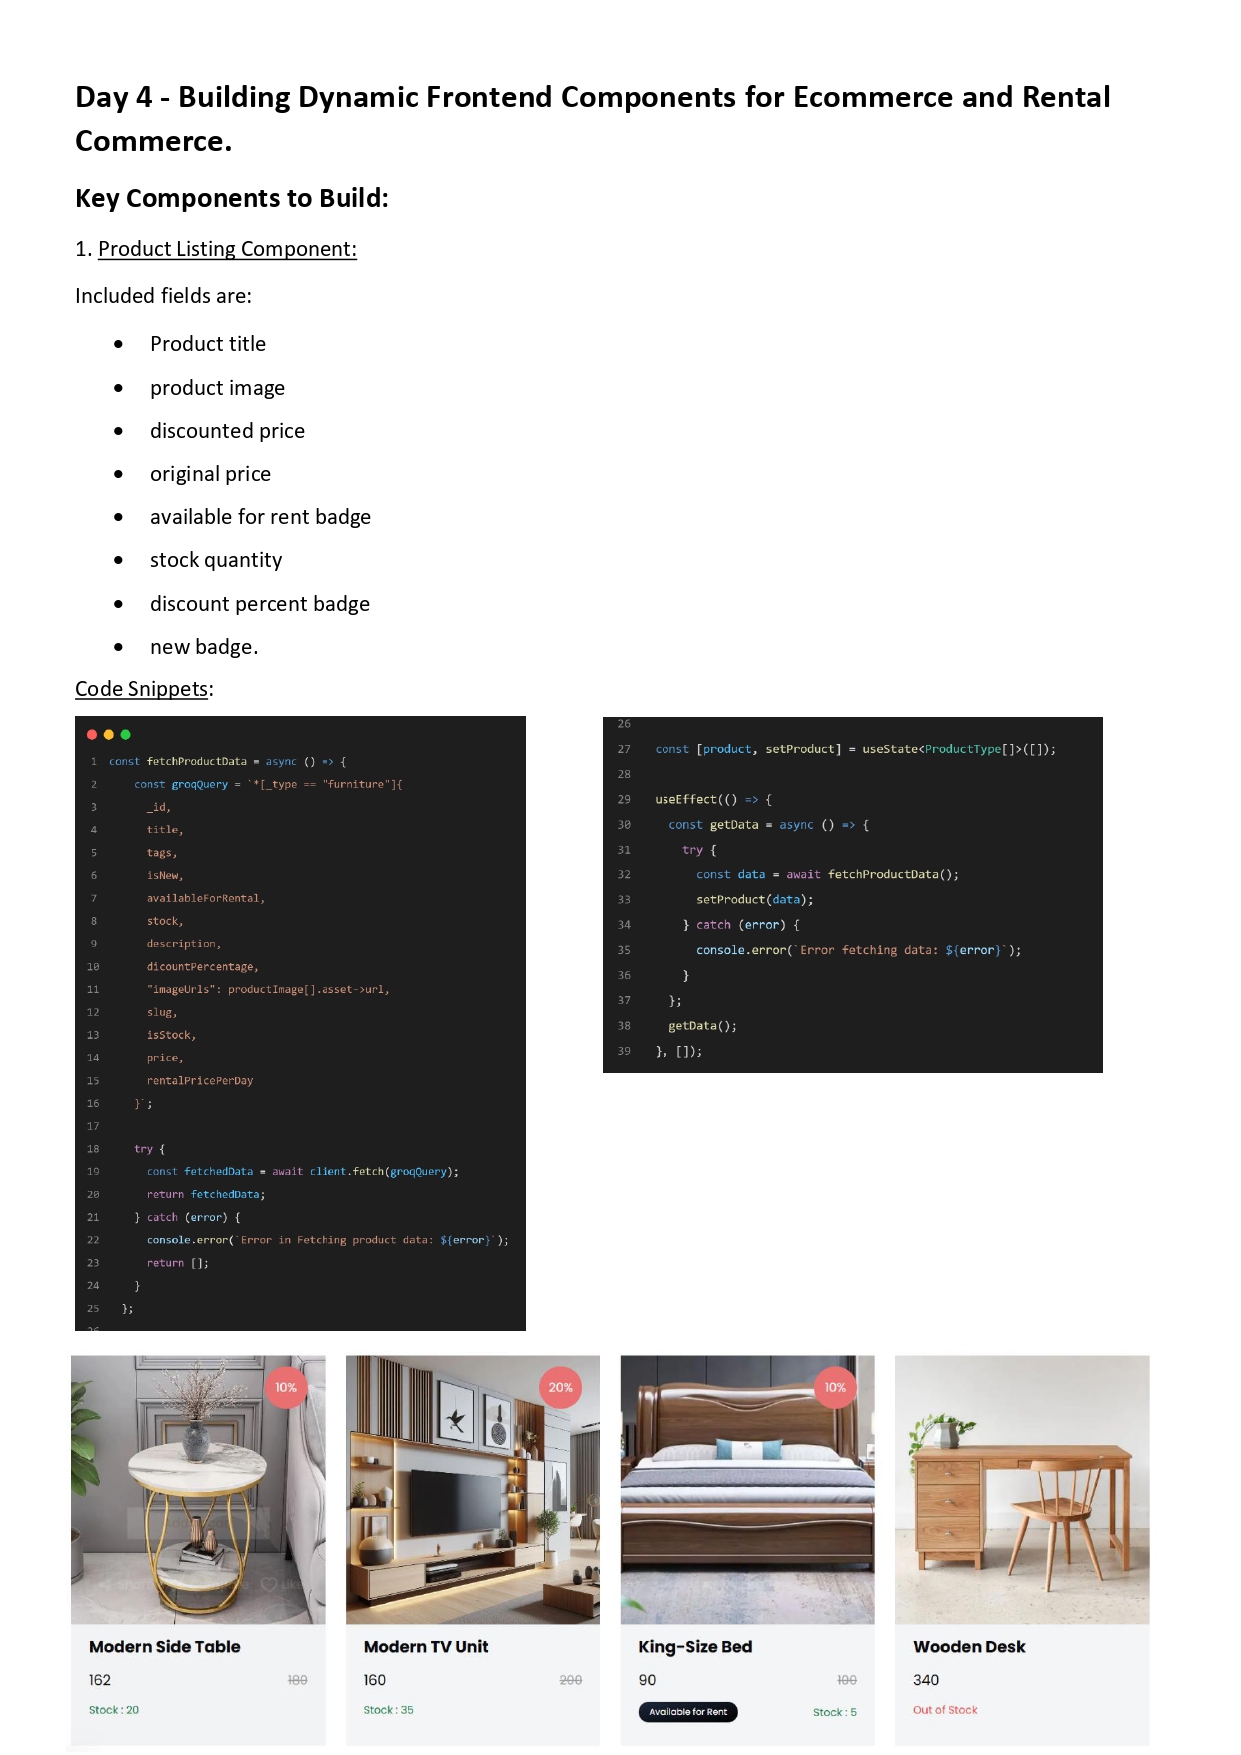 Day 4 - Building Dynamic Frontend Components for Ecommerce and Rental
Commerce.
Key Components to Build:
1. Product Listing Component:
Included fields are:
• Product title
• product image
• discounted price
• original price
• available for rent badge
• stock quantity
• discount percent badge
• new badge.
Code Snippets:
1 const fetchProductData = async () => {
2 const groqQuery = `*[_type == "furniture"]{
3 _id,
4 title,
5 tags,
6 isNew,
7 availableForRental,
8 stock,
9 description,
10 dicountPercentage,
11 "imageUrls": productImage[].asset->url,
12 slug,
13 isStock,
14 price,
15 rentalPricePerDay
16 }`;
17
18 try {
19 const fetchedData = await client.fetch(groqQuery);
20 return fetchedData;
21 } catch (error) {
22 console.error(`Error in Fetching product data: ${error}`);
23 return [];
24 }
25 };
26
26
27 const [product, setProduct] = useState<ProductType[]>([]);
28
29 useEffect(() => {
30 const getData = async () => {
31 try {
32 const data = await fetchProductData();
33 setProduct(data);
34 } catch (error) {
35 console.error(`Error fetching data: ${error}`);
36 }
37 };
38 getData();
39 }, []);
10%
Like
Modern Side Table
162 180
Stock : 20
20%
Modern TV Unit
160 200
Stock : 35
10%
King-Size Bed
90 100
Available for Rent Stock : 5
Wooden Desk
340
Out of Stock